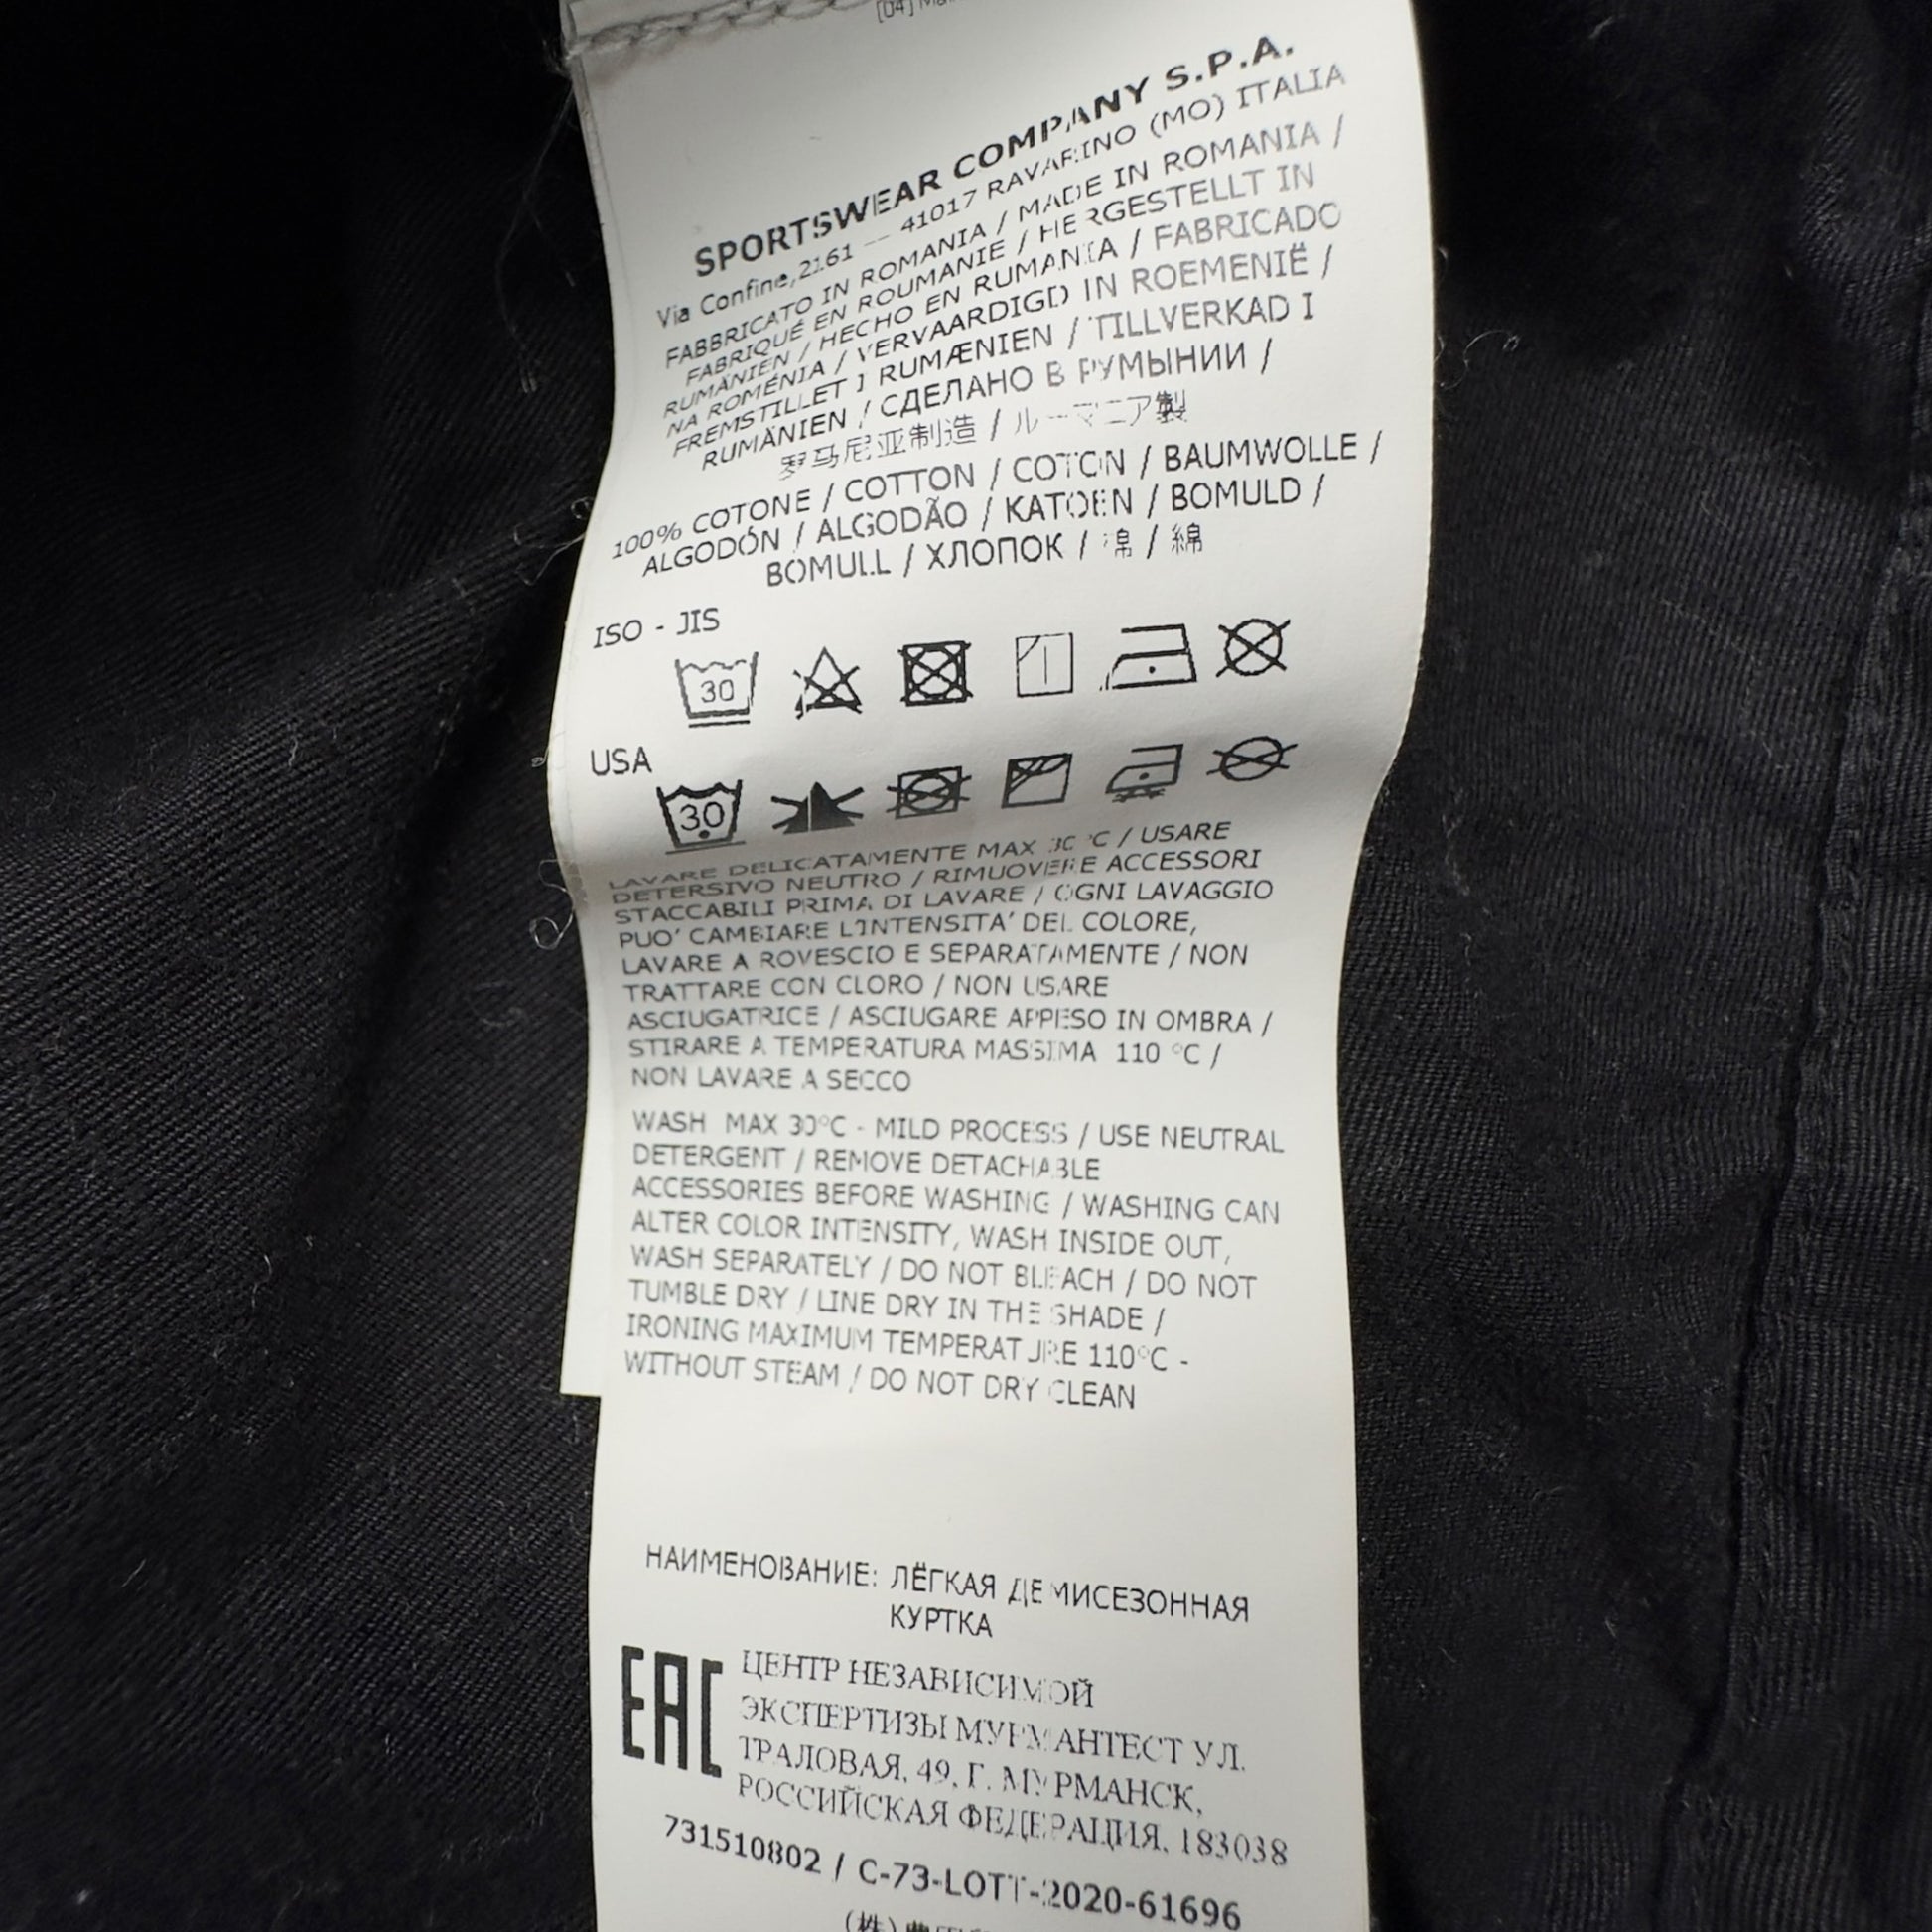 [04]
SPORTSWEAR COMPANY S.P.A.
Via Confine,2161 — 41017 RAVARINO (MO) ITALIA
FABBRICATO IN ROMANIA / MADE IN ROMANIA /
FABRIQUÉ EN ROUMANIE / HERGESTELLT IN
RUMÄNIEN / HECHO EN RUMANIA / FABRICADO
NA ROMÉNIA / VERVAARDIGD IN ROEMENIË /
FREMSTILLET I RUMÆNIEN / TILLVERKAD I
RUMÄNIEN / СДЕЛАНО В РУМЫНИИ /
罗马尼亚制造 / ルーマニア製
100% COTONE / COTTON / COTON / BAUMWOLLE /
ALGODÓN / ALGODÃO / KATOEN / BOMULD /
BOMULL / ХЛОПОК / 棉 / 綿
ISO - JIS
30
USA
30
LAVARE DELICATAMENTE MAX 30 °C / USARE
DETERSIVO NEUTRO / RIMUOVERE ACCESSORI
STACCABILI PRIMA DI LAVARE / OGNI LAVAGGIO
PUO' CAMBIARE L'INTENSITA' DEL COLORE,
LAVARE A ROVESCIO E SEPARATAMENTE / NON
TRATTARE CON CLORO / NON USARE
ASCIUGATRICE / ASCIUGARE APPESO IN OMBRA /
STIRARE A TEMPERATURA MASSIMA 110 °C /
NON LAVARE A SECCO
WASH MAX 30°C - MILD PROCESS / USE NEUTRAL
DETERGENT / REMOVE DETACHABLE
ACCESSORIES BEFORE WASHING / WASHING CAN
ALTER COLOR INTENSITY, WASH INSIDE OUT,
WASH SEPARATELY / DO NOT BLEACH / DO NOT
TUMBLE DRY / LINE DRY IN THE SHADE /
IRONING MAXIMUM TEMPERATURE 110°C -
WITHOUT STEAM / DO NOT DRY CLEAN
НАИМЕНОВАНИЕ: ЛЁГКАЯ ДЕМИСЕЗОННАЯ
КУРТКА
EAC
ЦЕНТР НЕЗАВИСИМОЙ
ЭКСПЕРТИЗЫ МУРМАНТЕСТ УЛ.
ТРАЛОВАЯ, 49, Г. МУРМАНСК,
РОССИЙСКАЯ ФЕДЕРАЦИЯ, 183038
731510802 / C-73-LOTT-2020-61696
(株)